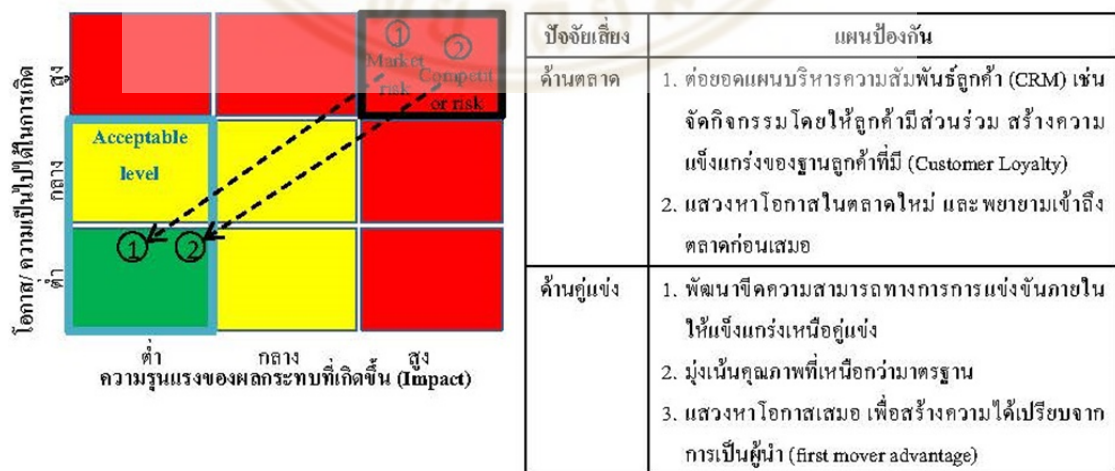 ①
Market
risk
②
Competit
or risk
Acceptable
level
①
②
โอกาส/ ความเป็นไปได้ในการเกิด
สูง
กลาง
ต่ำ
ต่ำ
กลาง
สูง
ความรุนแรงของผลกระทบที่เกิดขึ้น (Impact)
ปัจจัยเสี่ยง
แผนป้องกัน
ด้านตลาด
1. ต่อยอดแผนบริหารความสัมพันธ์ลูกค้า (CRM) เช่น
จัดกิจกรรมโดยให้ลูกค้ามีส่วนร่วม สร้างความ
แข็งแกร่งของฐานลูกค้าที่มี (Customer Loyalty)
2. แสวงหาโอกาสในตลาดใหม่ และพยายามเข้าถึง
ตลาดก่อนเสมอ
ด้านคู่แข่ง
1. พัฒนาขีดความสามารถทางการการแข่งขันภายใน
ให้แข็งแกร่งเหนือคู่แข่ง
2. มุ่งเน้นคุณภาพที่เหนือกว่ามาตรฐาน
3. แสวงหาโอกาสเสมอ เพื่อสร้างความได้เปรียบจาก
การเป็นผู้นำ (first mover advantage)